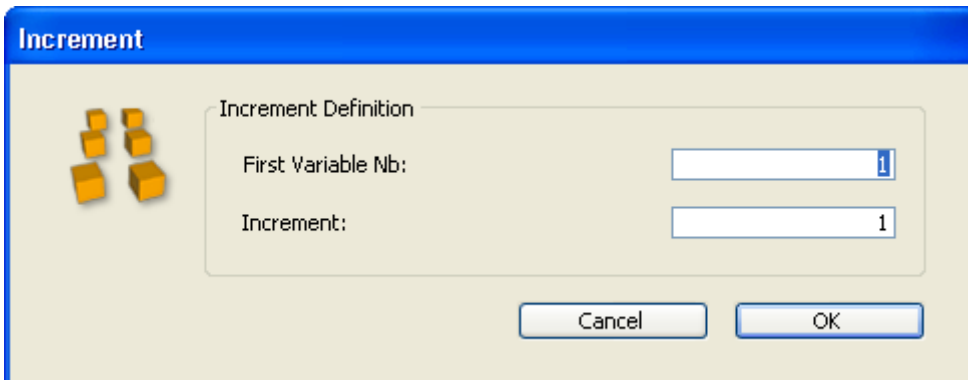 Increment
Increment Definition
First Variable Nb: 1
Increment: 1
Cancel OK